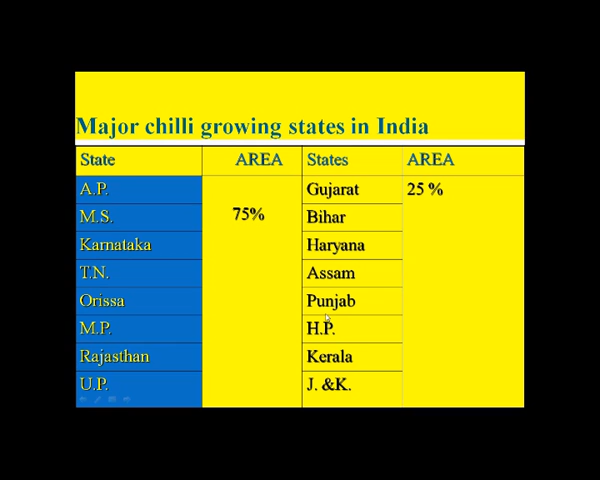 Major chilli growing states in India
State AREA States AREA
A.P. Gujarat 25 %
M.S. 75% Bihar
Karnataka Haryana
T.N. Assam
Orissa Punjab
M.P. H.P.
Rajasthan Kerala
U.P. J. &K.